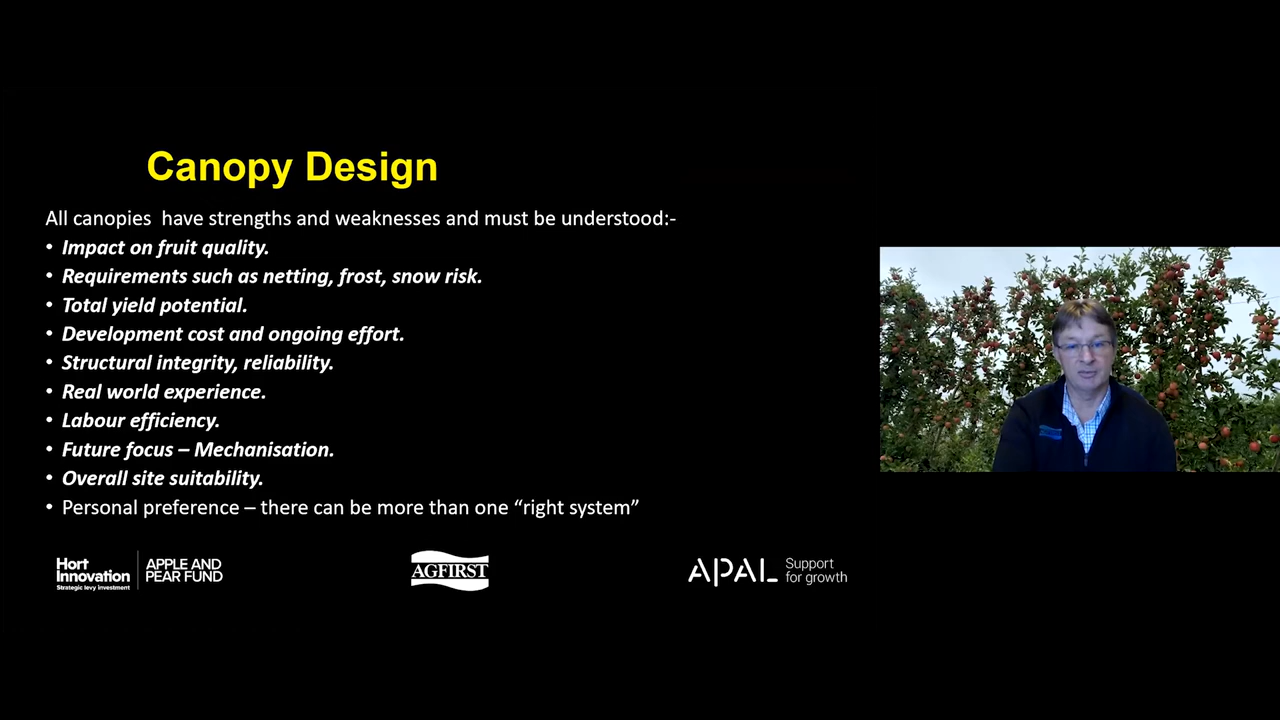 Canopy Design
All canopies have strengths and weaknesses and must be understood:-
• Impact on fruit quality.
• Requirements such as netting, frost, snow risk.
• Total yield potential.
• Development cost and ongoing effort.
• Structural integrity, reliability.
• Real world experience.
• Labour efficiency.
• Future focus – Mechanisation.
• Overall site suitability.
• Personal preference – there can be more than one “right system”
Hort
Innovation
Strategic levy investment
APPLE AND
PEAR FUND
AGFIRST
APAL
Support
for growth